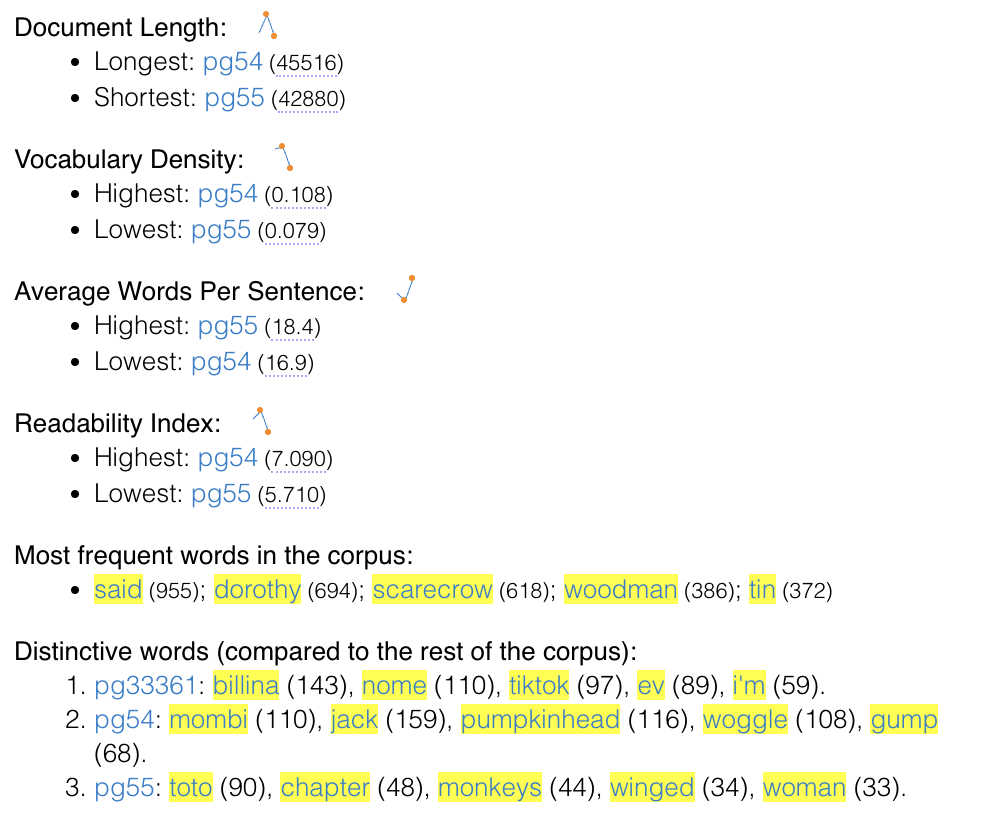 Document Length:
• Longest: pg54 (45516)
• Shortest: pg55 (42880)
Vocabulary Density:
• Highest: pg54 (0.108)
• Lowest: pg55 (0.079)
Average Words Per Sentence:
• Highest: pg55 (18.4)
• Lowest: pg54 (16.9)
Readability Index:
• Highest: pg54 (7.090)
• Lowest: pg55 (5.710)
Most frequent words in the corpus:
• said (955); dorothy (694); scarecrow (618); woodman (386); tin (372)
Distinctive words (compared to the rest of the corpus):
1. pg33361: billina (143), nome (110), tiktok (97), ev (89), i'm (59).
2. pg54: mombi (110), jack (159), pumpkinhead (116), woggle (108), gump
(68).
3. pg55: toto (90), chapter (48), monkeys (44), winged (34), woman (33).